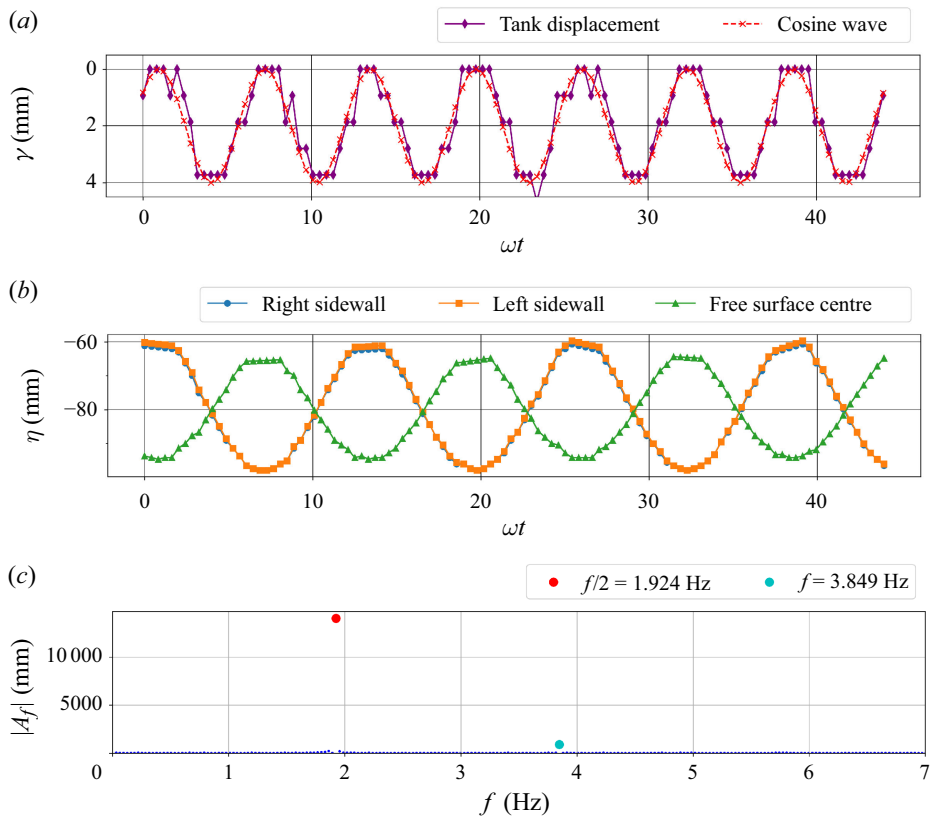 (a)
Tank displacement Cosine wave
γ (mm)
0
2
4
0 10 20 30 40
ωt
(b)
Right sidewall Left sidewall Free surface centre
η (mm)
−60
−80
0 10 20 30 40
ωt
(c)
f/2 = 1.924 Hz f = 3.849 Hz
|A_f| (mm)
10 000
5000
0 1 2 3 4 5 6 7
f (Hz)